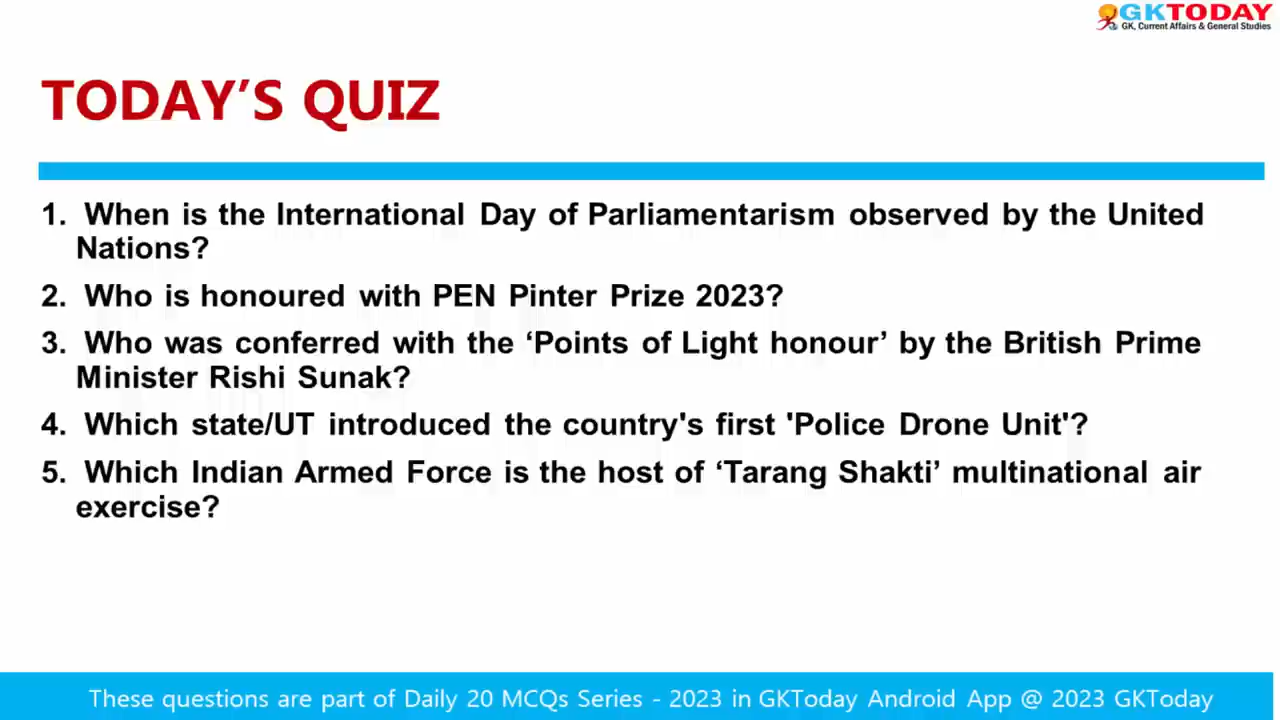 GKTODAY
GK, Current Affairs & General Studies
TODAY’S QUIZ
1. When is the International Day of Parliamentarism observed by the United
Nations?
2. Who is honoured with PEN Pinter Prize 2023?
3. Who was conferred with the ‘Points of Light honour’ by the British Prime
Minister Rishi Sunak?
4. Which state/UT introduced the country's first 'Police Drone Unit'?
5. Which Indian Armed Force is the host of ‘Tarang Shakti’ multinational air
exercise?
These questions are part of Daily 20 MCQs Series - 2023 in GKToday Android App @ 2023 GKToday